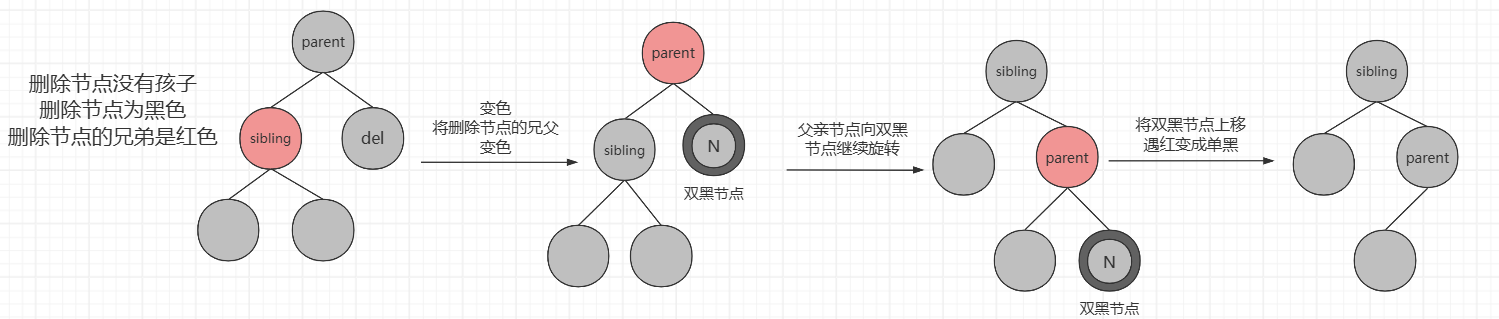 删除节点没有孩子
删除节点为黑色
删除节点的兄弟是红色
parent
sibling
del
变色
将删除节点的兄父
变色
parent
sibling
N
双黑节点
父亲节点向双黑
节点继续旋转
sibling
parent
N
双黑节点
将双黑节点上移
遇红变成单黑
sibling
parent